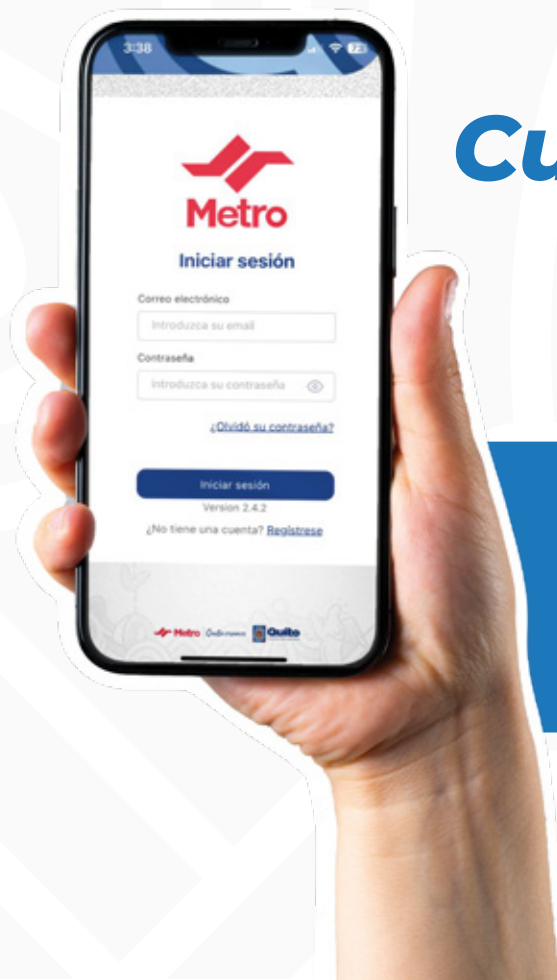 3:38
73
Cu
Metro
Iniciar sesión
Correo electrónico
Introduzca su email
Contraseña
Introduzca su contraseña
¿Olvidó su contraseña?
Iniciar sesión
Version 2.4.2
¿No tiene una cuenta? Regístrese
Metro Quito